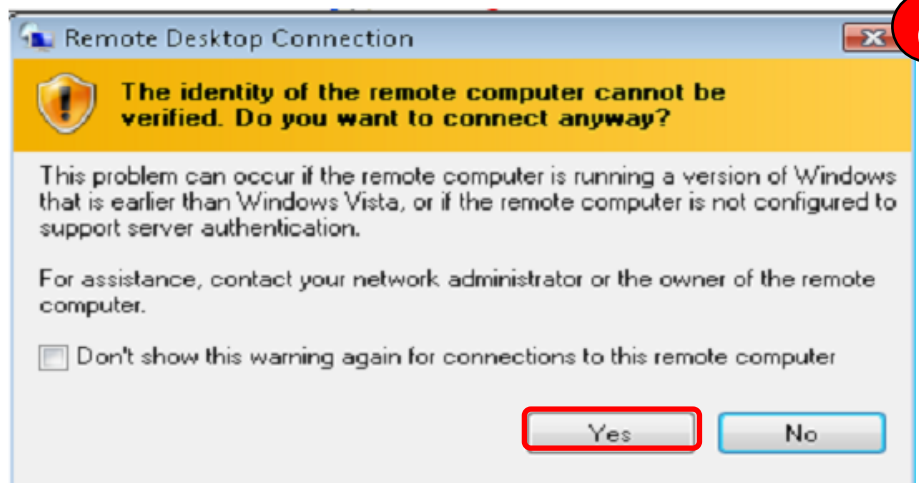 Remote Desktop Connection
The identity of the remote computer cannot be
verified. Do you want to connect anyway?
This problem can occur if the remote computer is running a version of Windows
that is earlier than Windows Vista, or if the remote computer is not configured to
support server authentication.
For assistance, contact your network administrator or the owner of the remote
computer.
Don't show this warning again for connections to this remote computer
Yes
No